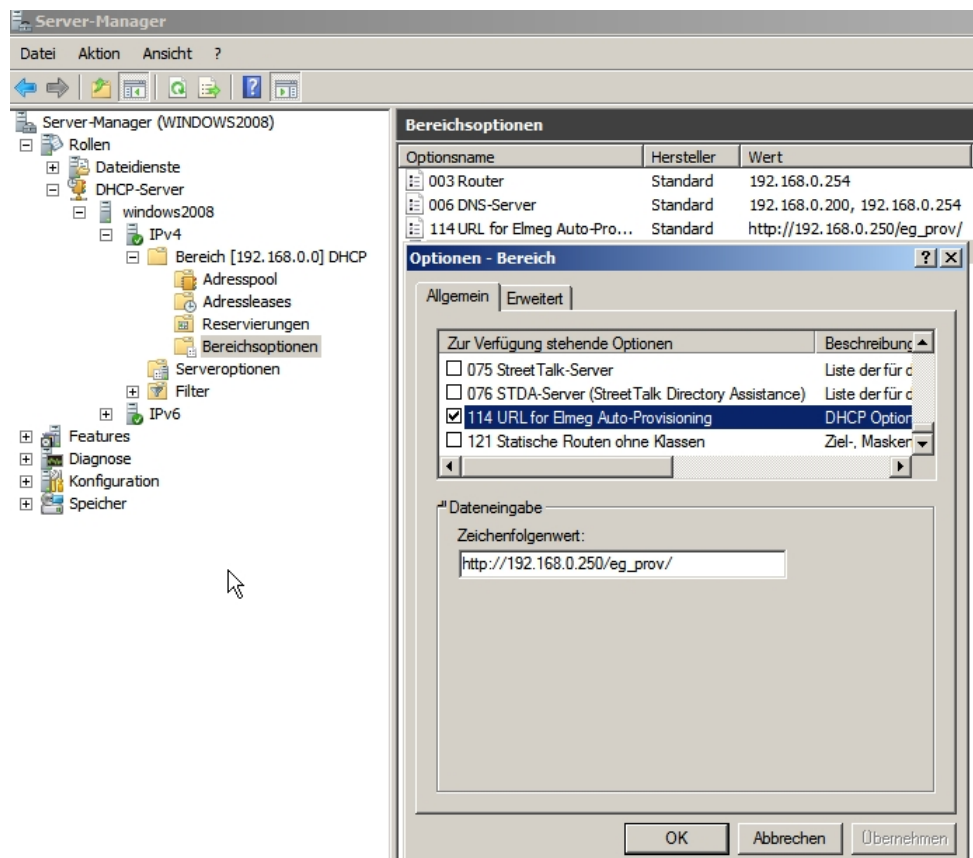 Server-Manager
Datei Aktion Ansicht ?
Server-Manager (WINDOWS2008)
Rollen
Dateidienste
DHCP-Server
windows2008
IPv4
Bereich [192.168.0.0] DHCP
Adresspool
Adressleases
Reservierungen
Bereichsoptionen
Serveroptionen
Filter
IPv6
Features
Diagnose
Konfiguration
Speicher
Bereichsoptionen
Optionsname Hersteller Wert
003 Router Standard 192.168.0.254
006 DNS-Server Standard 192.168.0.200, 192.168.0.254
114 URL for Elmeg Auto-Pro... Standard http://192.168.0.250/eg_prov/
Optionen - Bereich
Allgemein Erweitert
Zur Verfügung stehende Optionen Beschreibung
075 StreetTalk-Server Liste der für d
076 STDA-Server (StreetTalk Directory Assistance) Liste der für d
114 URL for Elmeg Auto-Provisioning DHCP Option
121 Statische Routen ohne Klassen Ziel-, Masken
Dateneingabe
Zeichenfolgenwert:
http://192.168.0.250/eg_prov/
OK Abbrechen Übernehmen